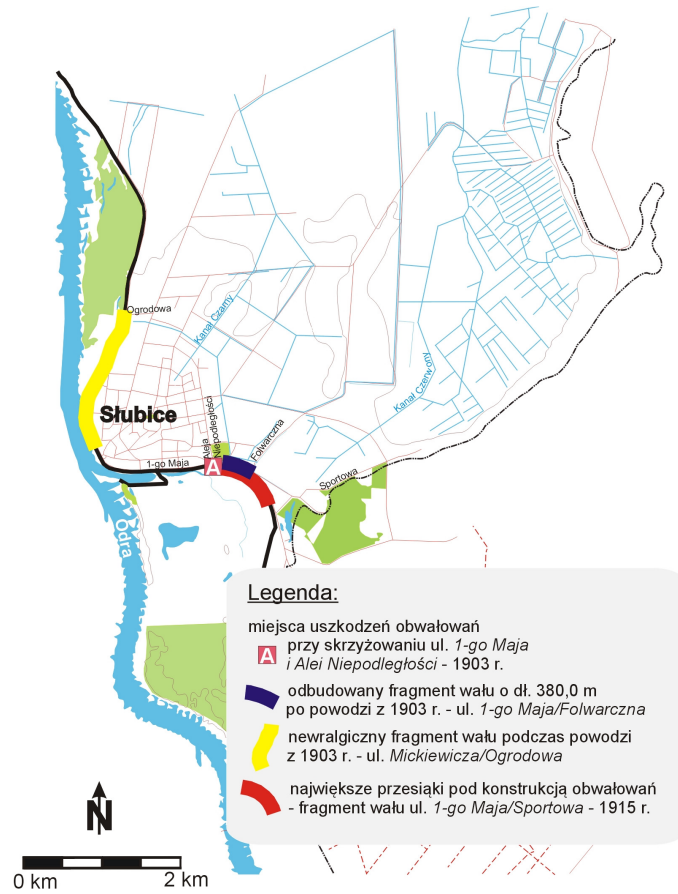 Ogrodowa
Kanał Czarny
Słubice
Aleja
Niepodległości
Folwarczna
Kanał Czerwony
1-go Maja
A
Sportowa
Odra
Legenda:
miejsca uszkodzeń obwałowań
A przy skrzyżowaniu ul. 1-go Maja
i Alei Niepodległości - 1903 r.
odbudowany fragment wału o dł. 380,0 m
po powodzi z 1903 r. - ul. 1-go Maja/Folwarczna
newralgiczny fragment wału podczas powodzi
z 1903 r. - ul. Mickiewicza/Ogrodowa
największe przesiąki pod konstrukcją obwałowań
- fragment wału ul. 1-go Maja/Sportowa - 1915 r.
N
0 km 2 km